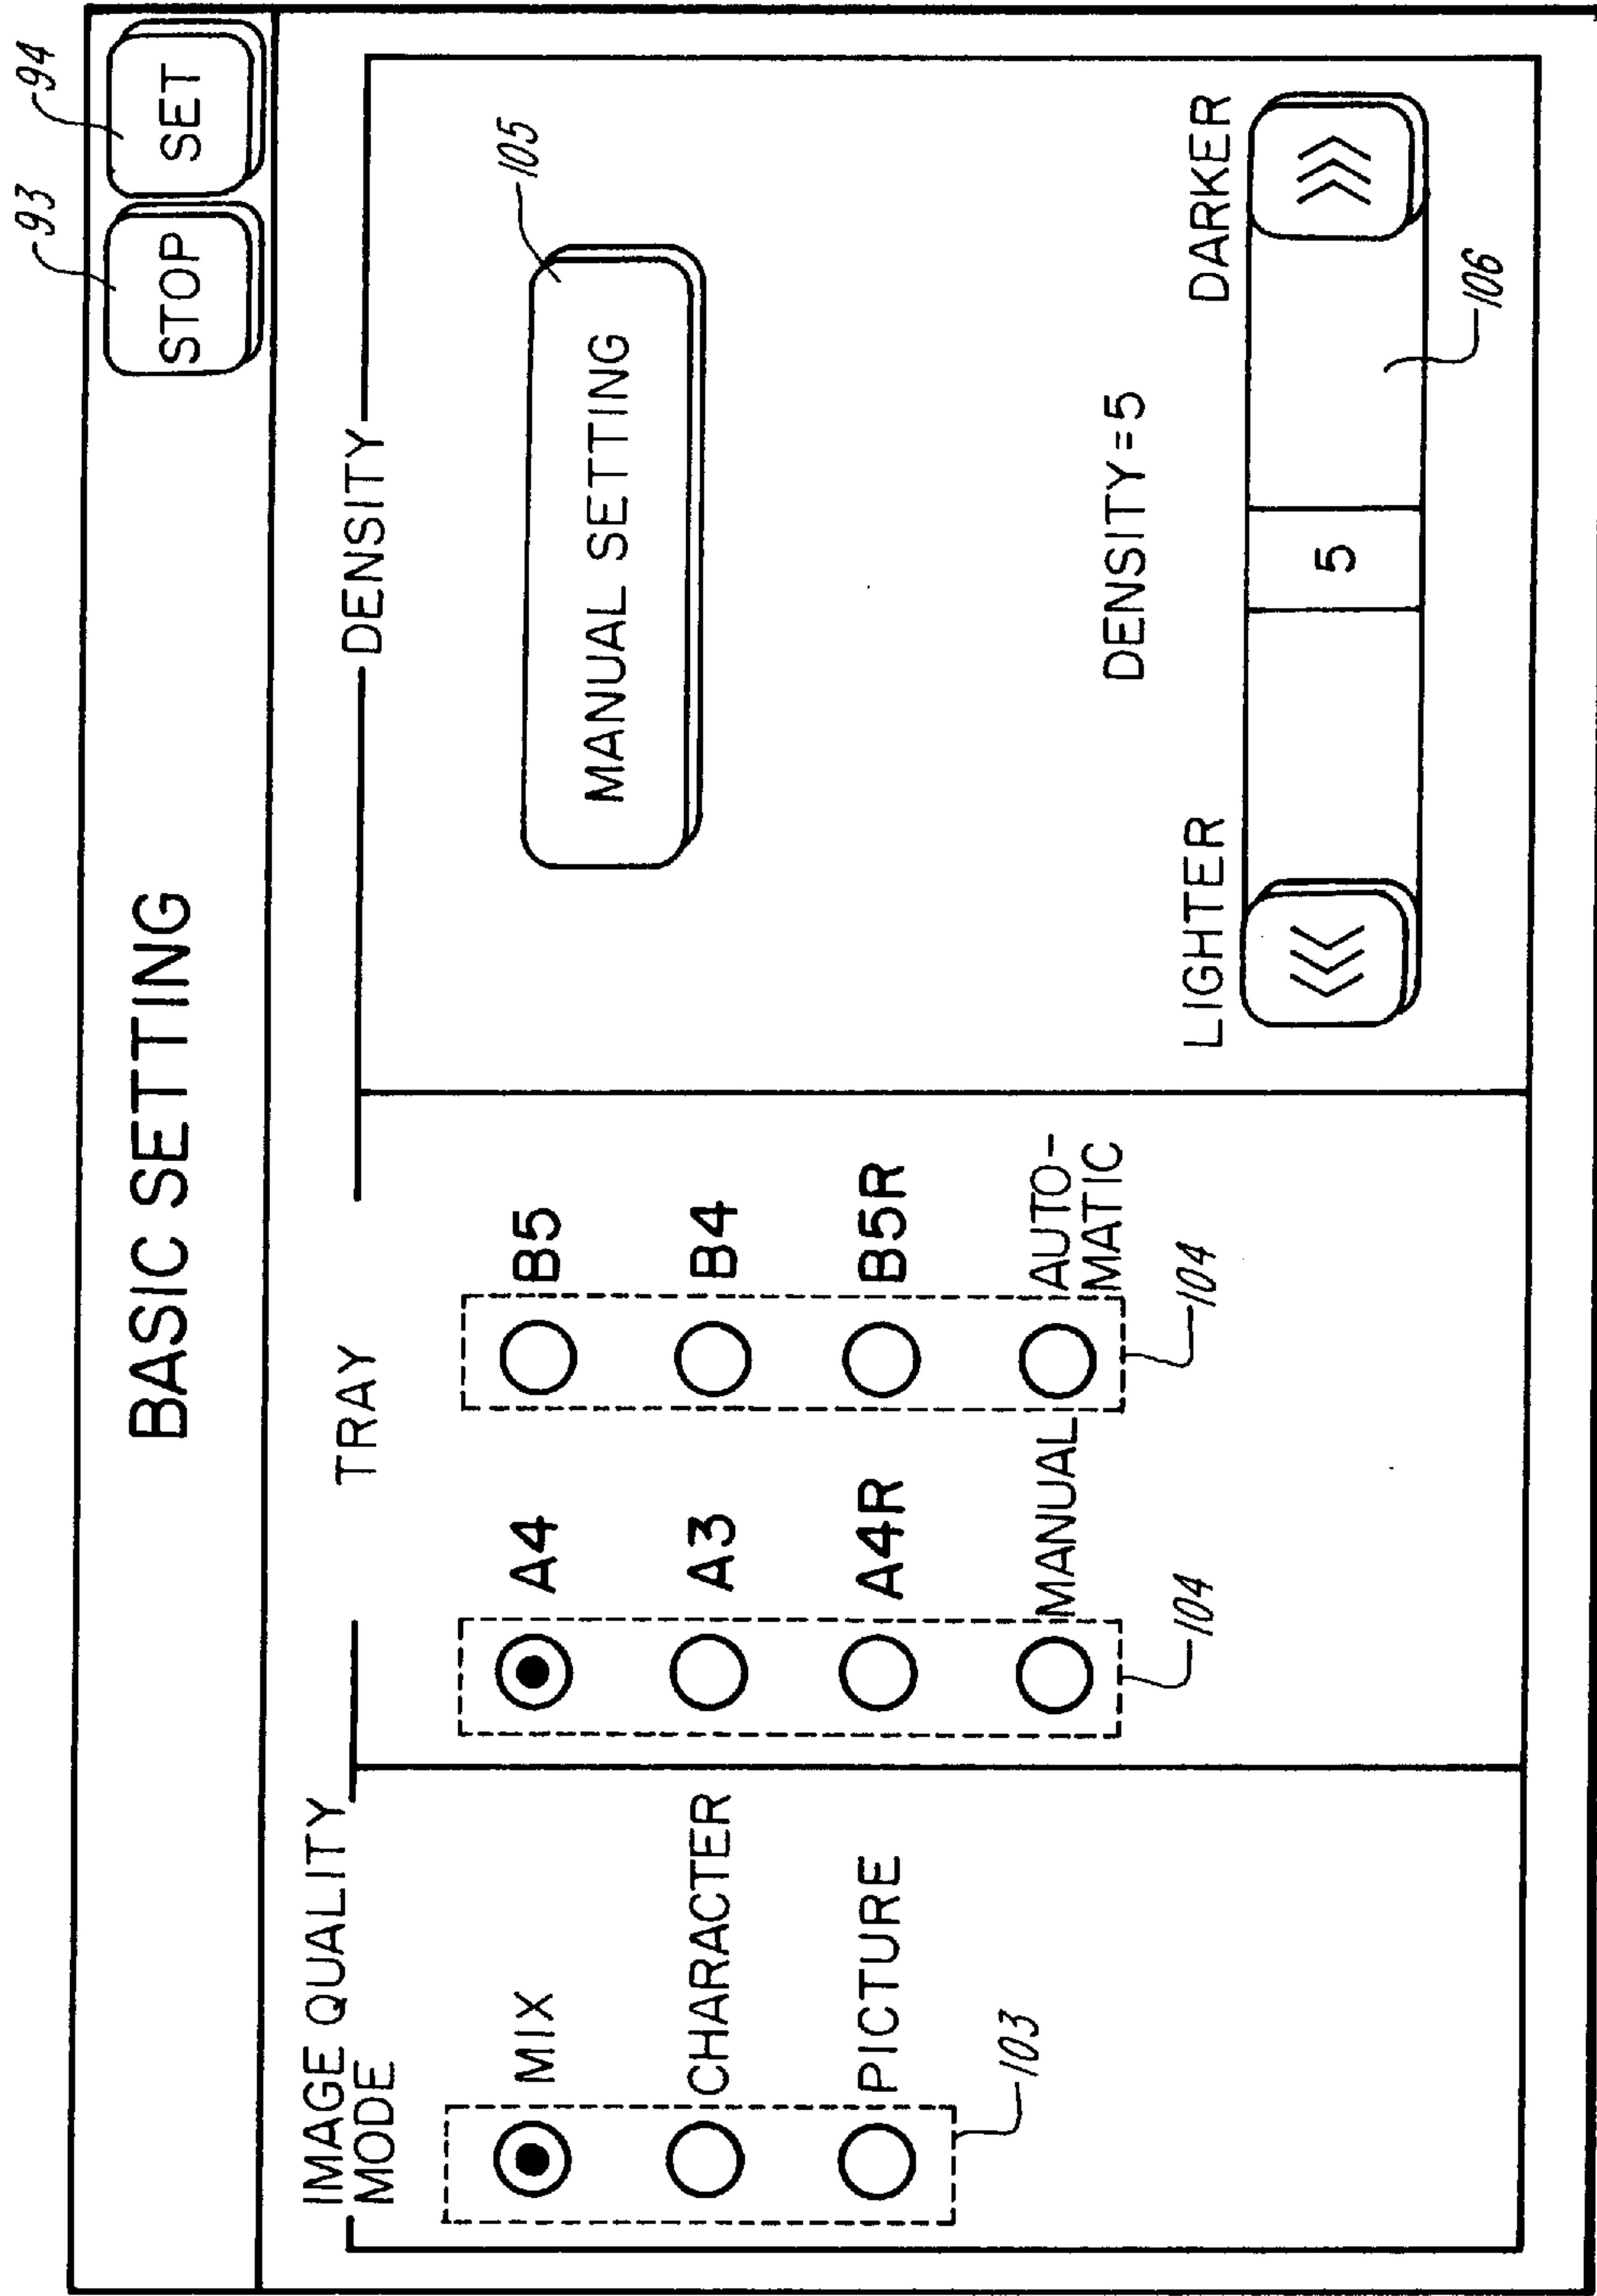 93 94
BASIC SETTING STOP SET
IMAGE QUALITY
MODE
MIX
CHARACTER
PICTURE
103
TRAY
A4 B5
A3 B4
A4R B5R
MANUAL AUTO-
MATIC
104 104
DENSITY
MANUAL SETTING
105
DENSITY=5
LIGHTER DARKER
<<< 5 >>>
106